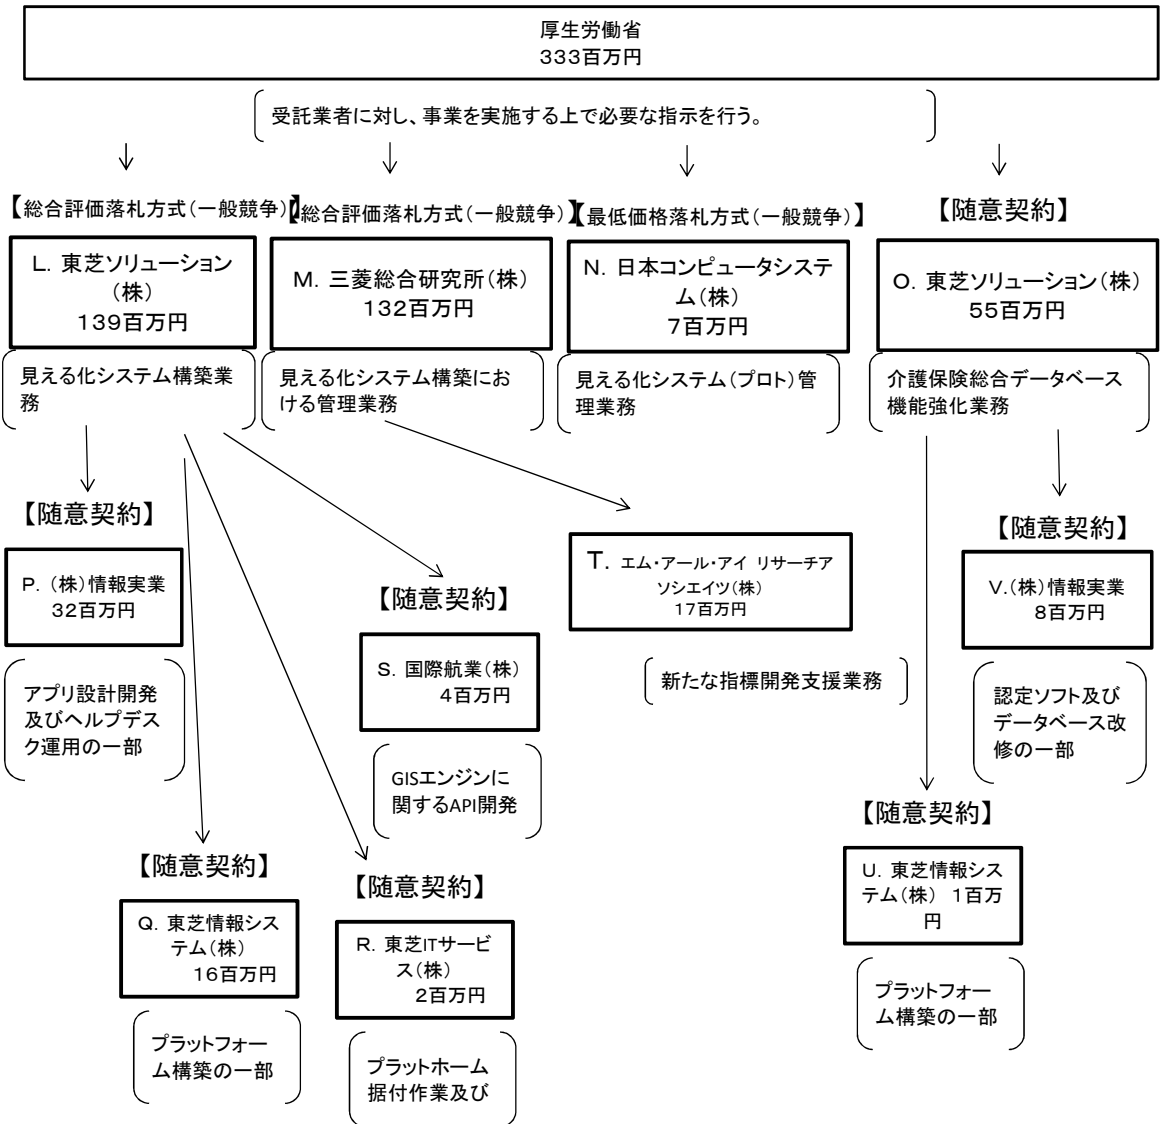 厚生労働省
333百万円
受託業者に対し、事業を実施する上で必要な指示を行う。
【総合評価落札方式(一般競争)】
【総合評価落札方式(一般競争)】
【最低価格落札方式(一般競争)】
【随意契約】
L. 東芝ソリューション
(株)
139百万円
M. 三菱総合研究所(株)
132百万円
N. 日本コンピュータシステ
ム(株)
7百万円
O. 東芝ソリューション(株)
55百万円
見える化システム構築業
務
見える化システム構築にお
ける管理業務
見える化システム(プロト)管
理業務
介護保険総合データベース
機能強化業務
【随意契約】
P. (株)情報実業
32百万円
アプリ設計開発
及びヘルプデス
ク運用の一部
【随意契約】
S. 国際航業(株)
4百万円
GISエンジンに
関するAPI開発
T. エム・アール・アイ リサーチア
ソシエイツ(株)
17百万円
新たな指標開発支援業務
【随意契約】
V.(株)情報実業
8百万円
認定ソフト及び
データベース改
修の一部
【随意契約】
Q. 東芝情報シス
テム(株)
16百万円
プラットフォー
ム構築の一部
【随意契約】
R. 東芝ITサービ
ス(株)
2百万円
プラットホーム
据付作業及び
【随意契約】
U. 東芝情報シス
テム(株) 1百万
円
プラットフォー
ム構築の一部